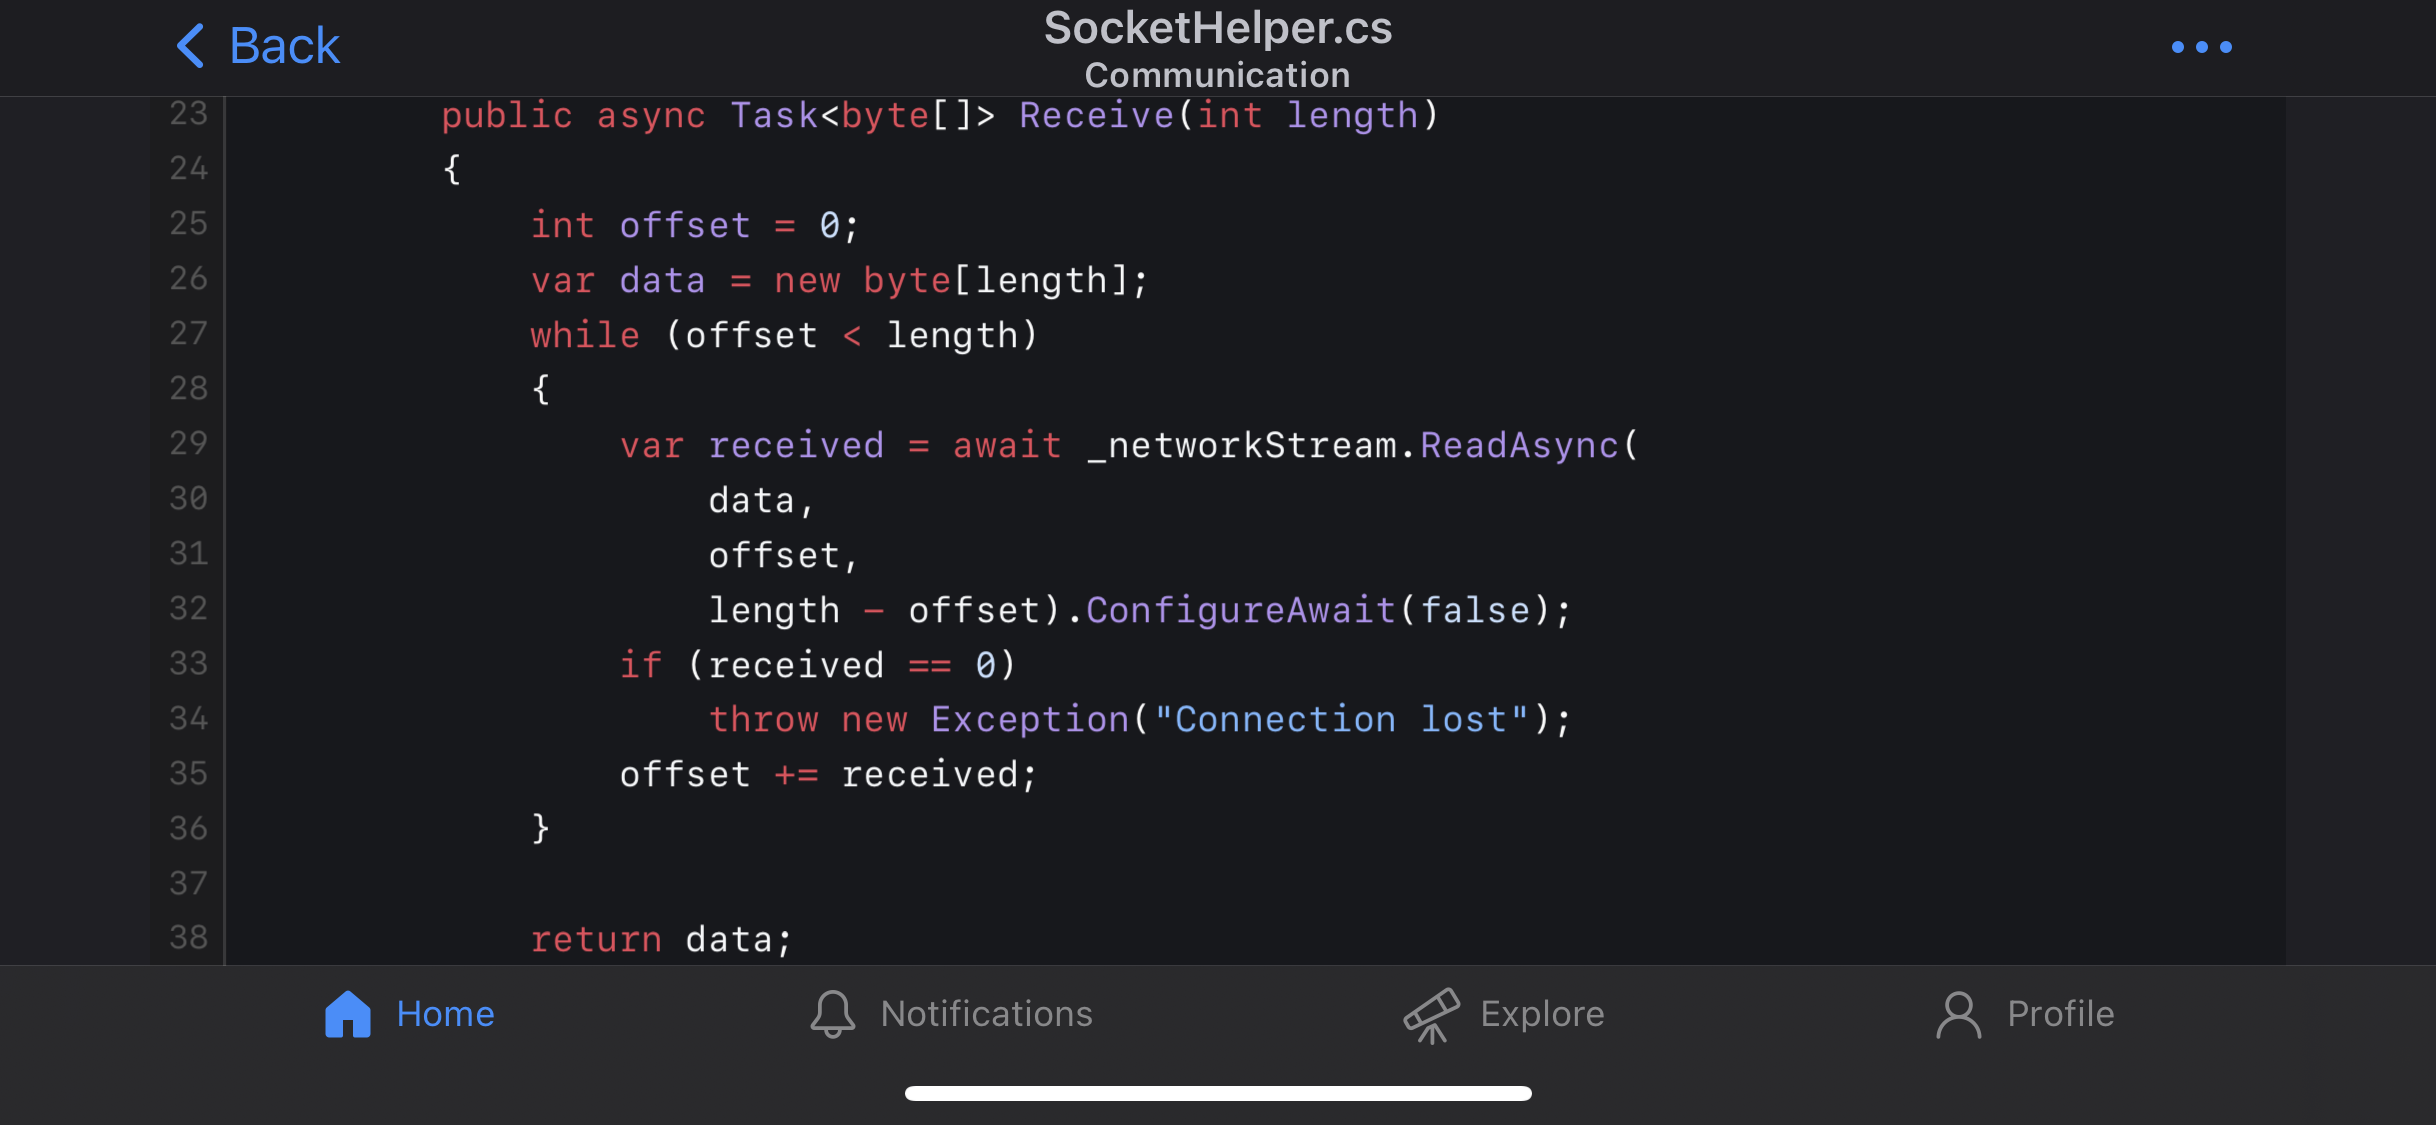 Back
SocketHelper.cs
Communication
23 public async Task<byte[]> Receive(int length)
24 {
25 int offset = 0;
26 var data = new byte[length];
27 while (offset < length)
28 {
29 var received = await _networkStream.ReadAsync(
30 data,
31 offset,
32 length - offset).ConfigureAwait(false);
33 if (received == 0)
34 throw new Exception("Connection lost");
35 offset += received;
36 }
37
38 return data;
Home Notifications Explore Profile